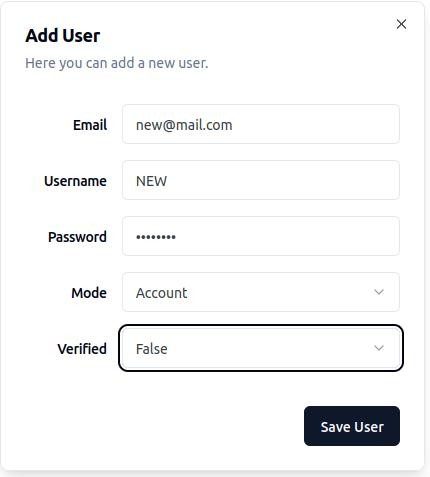 Add User
Here you can add a new user.
Email new@mail.com
Username NEW
Password ••••••••
Mode Account
Verified False
Save User